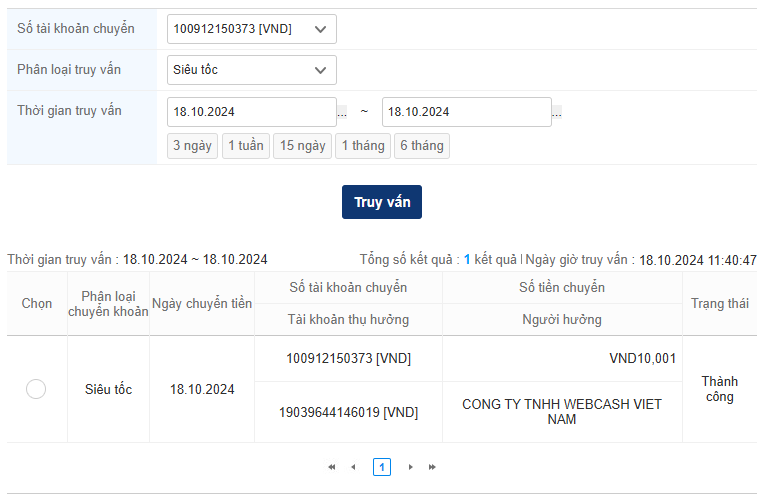 Số tài khoản chuyển 100912150373 [VND]
Phân loại truy vấn Siêu tốc
Thời gian truy vấn 18.10.2024 ... ~ 18.10.2024 ...
3 ngày 1 tuần 15 ngày 1 tháng 6 tháng
Truy vấn
Thời gian truy vấn : 18.10.2024 ~ 18.10.2024 Tổng số kết quả : 1 kết quả | Ngày giờ truy vấn : 18.10.2024 11:40:47
Chọn
Phân loại
chuyển khoản
Ngày chuyển tiền
Số tài khoản chuyển
Tài khoản thụ hưởng
Số tiền chuyển
Người hưởng
Trạng thái
Siêu tốc
18.10.2024
100912150373 [VND]
19039644146019 [VND]
VND10,001
CONG TY TNHH WEBCASH VIET
NAM
Thành
công
1